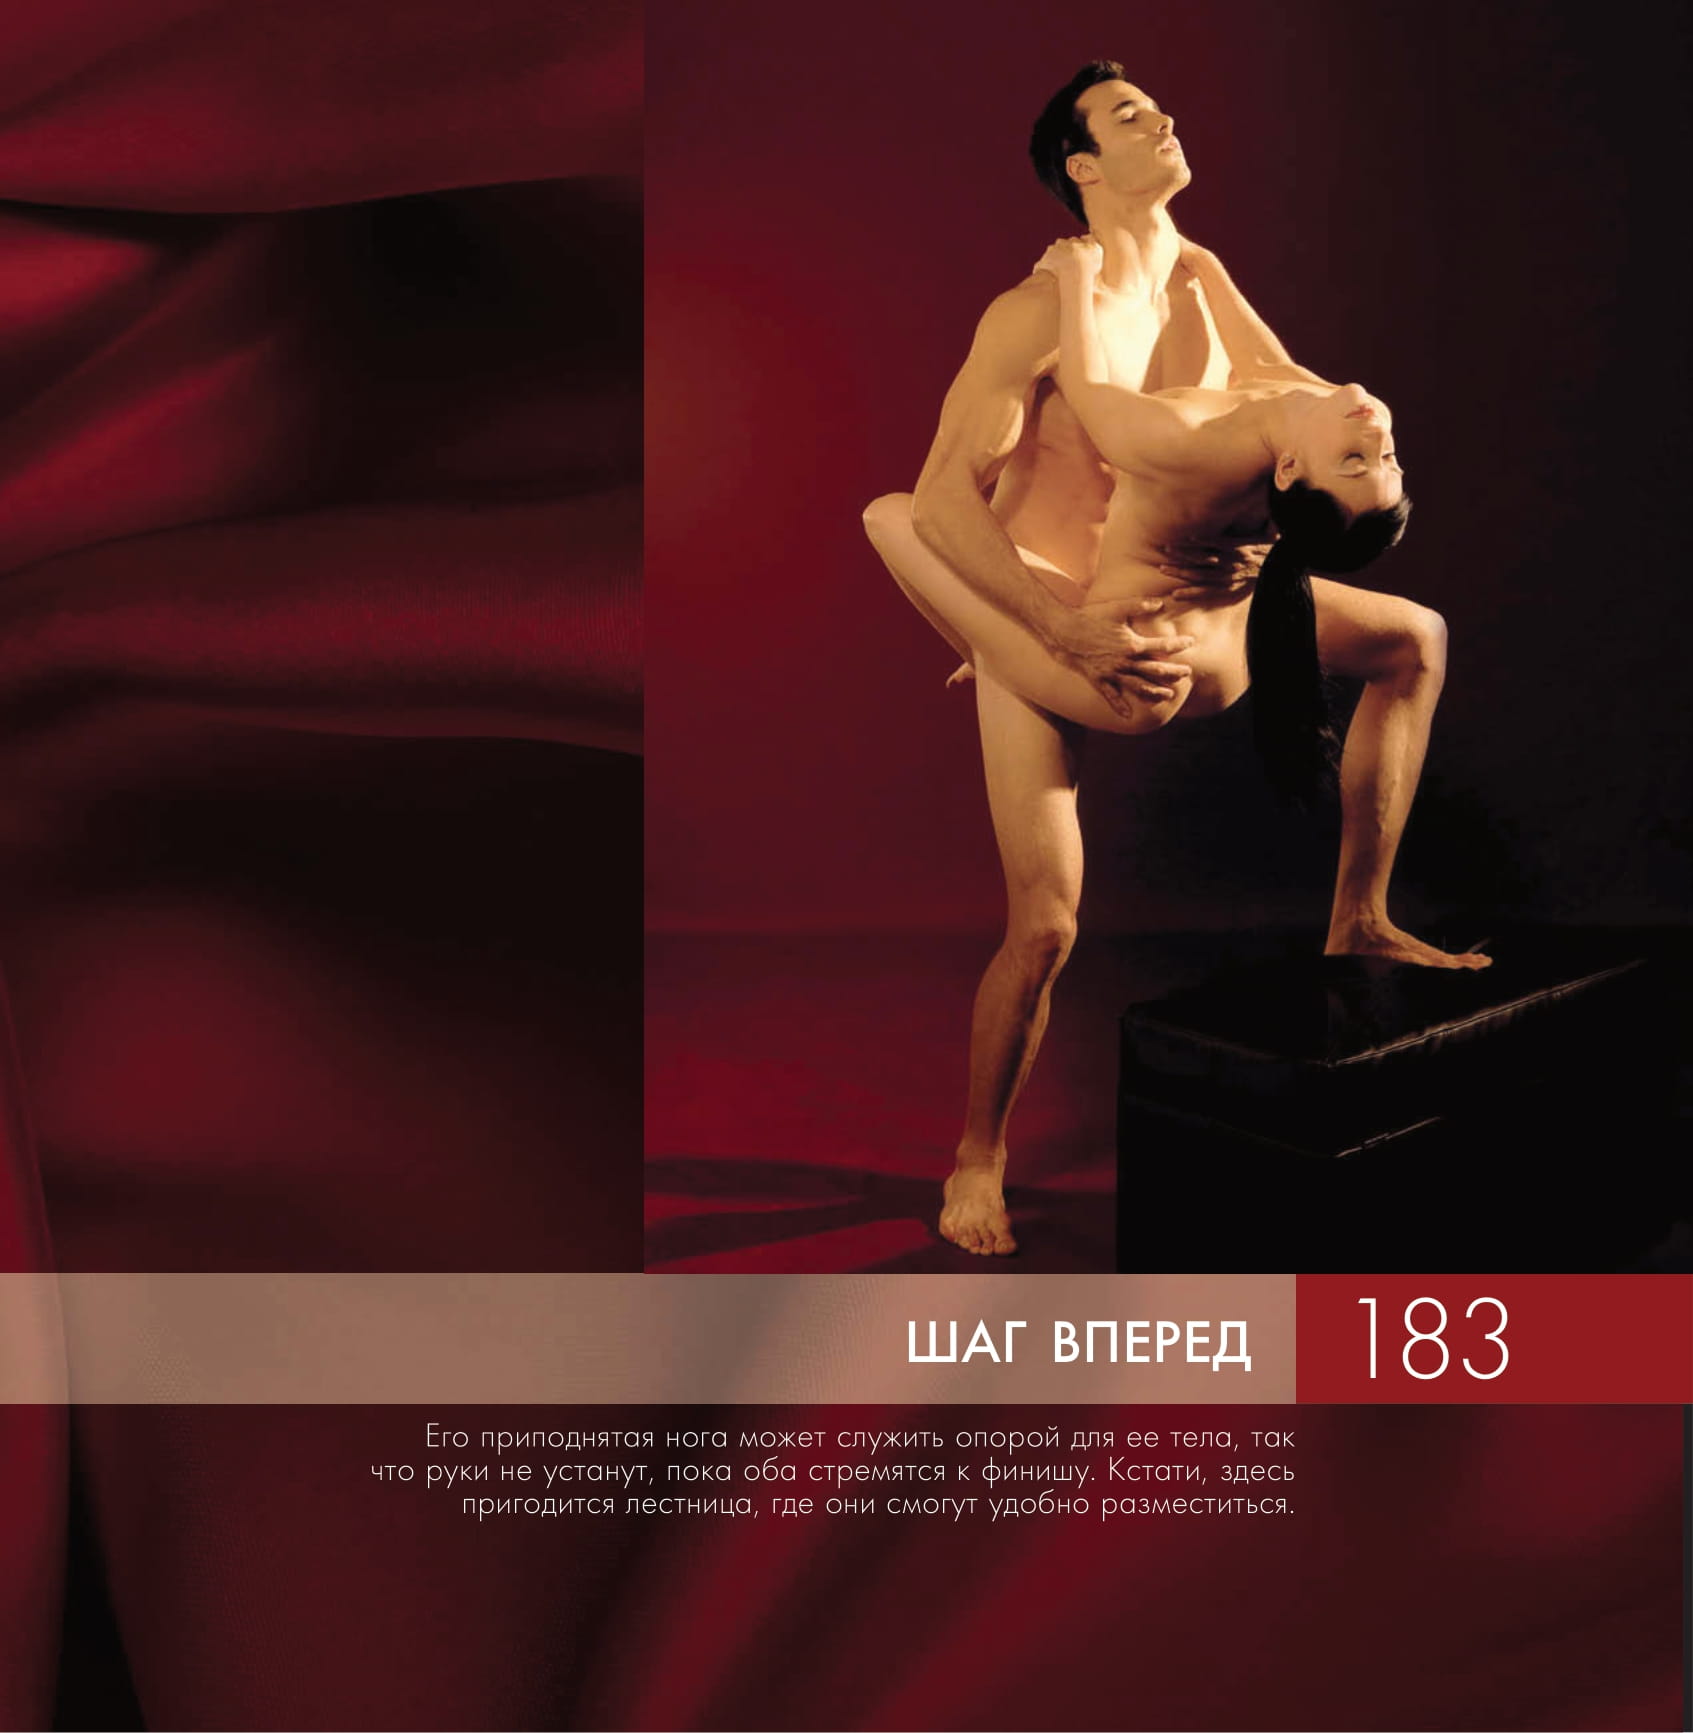 ШАГ ВПЕРЕД 183
Его приподнятая нога может служить опорой для ее тела, так
что руки не устанут, пока оба стремятся к финишу. Кстати, здесь
пригодится лестница, где они смогут удобно разместиться.